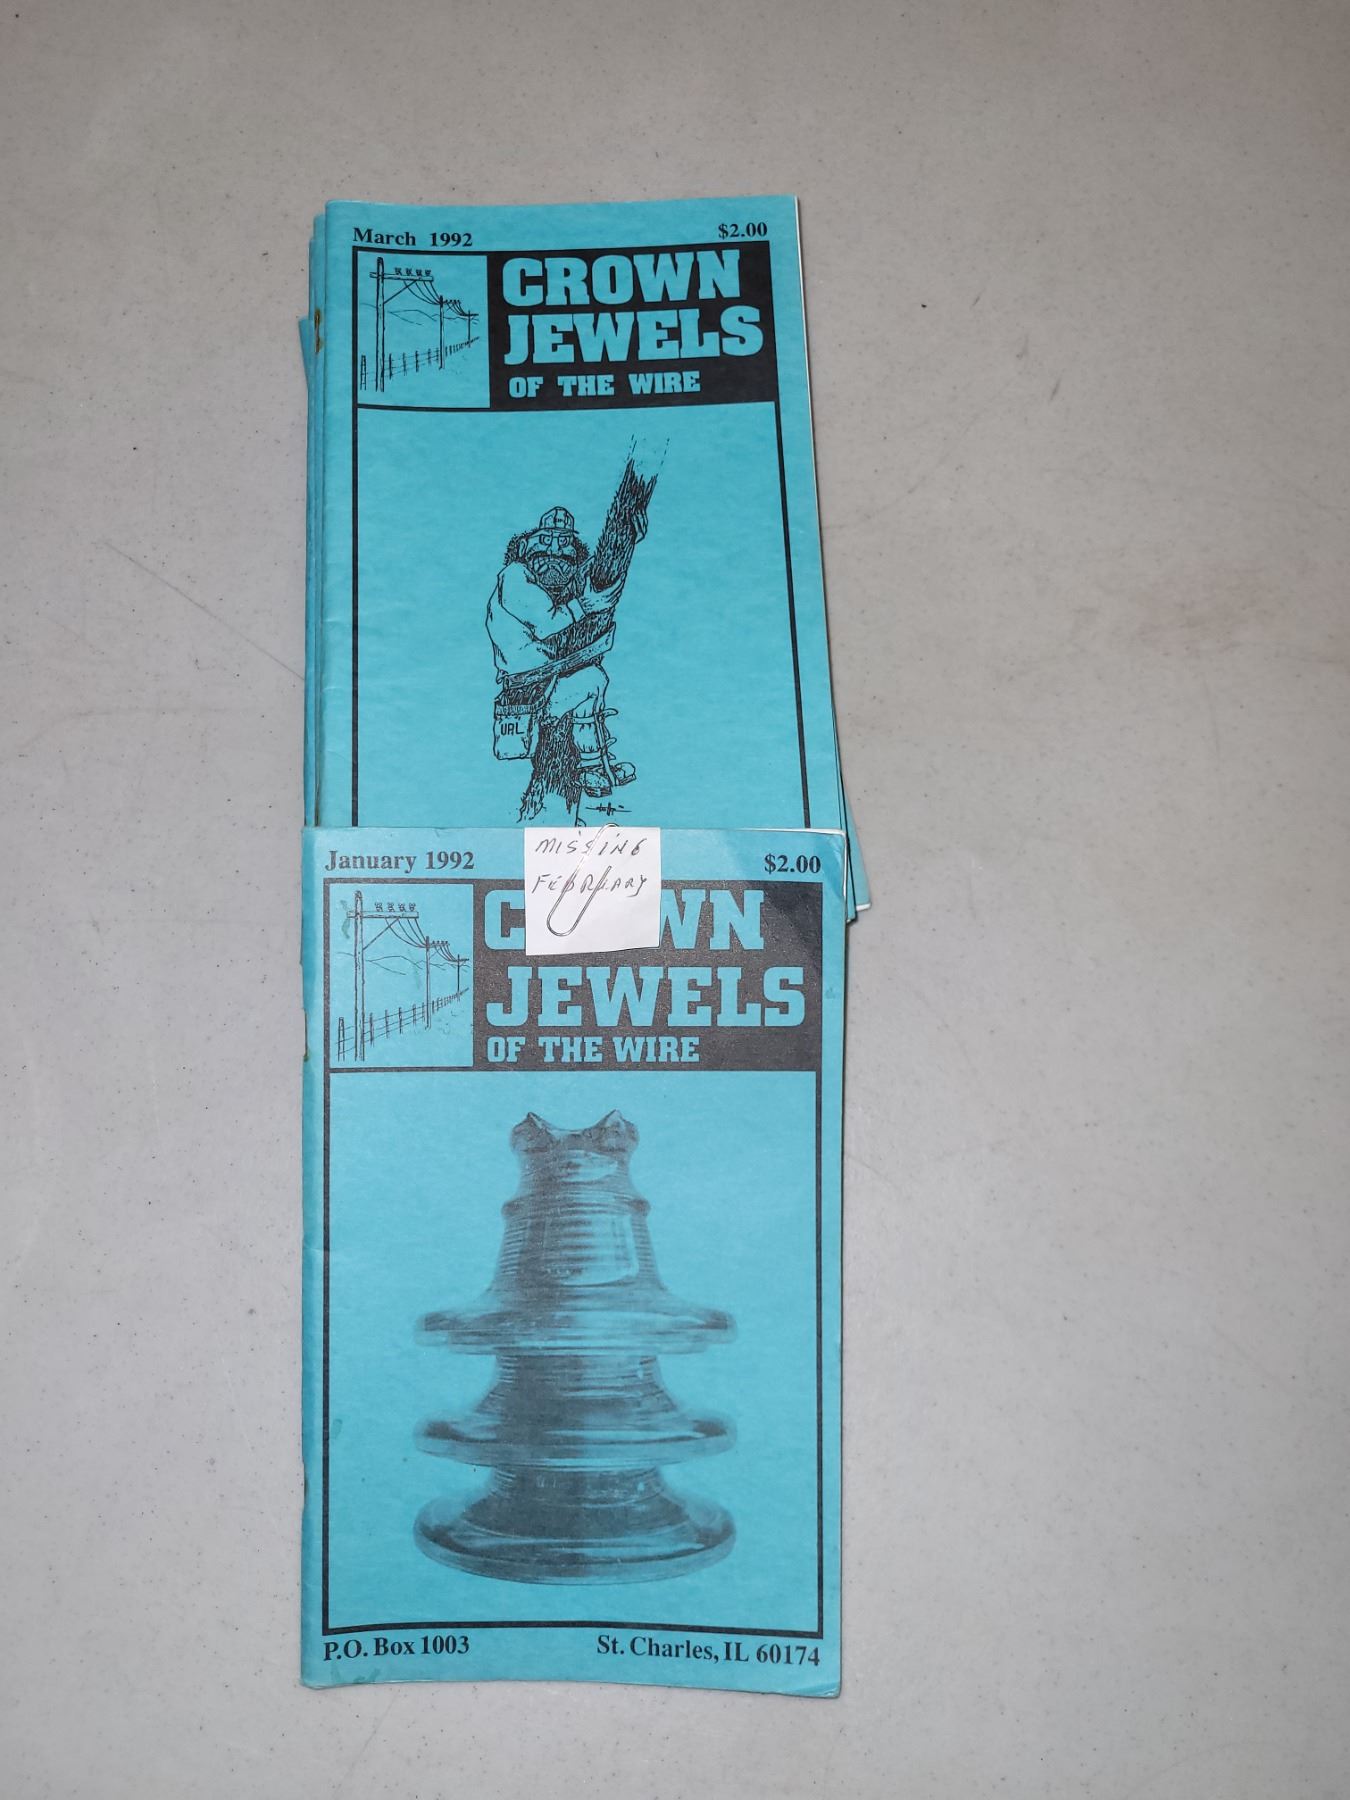 March 1992 $2.00
CROWN
JEWELS
OF THE WIRE
URL
MISSING
FEBRUARY
January 1992 $2.00
C WN
JEWELS
OF THE WIRE
P.O. Box 1003 St. Charles, IL 60174